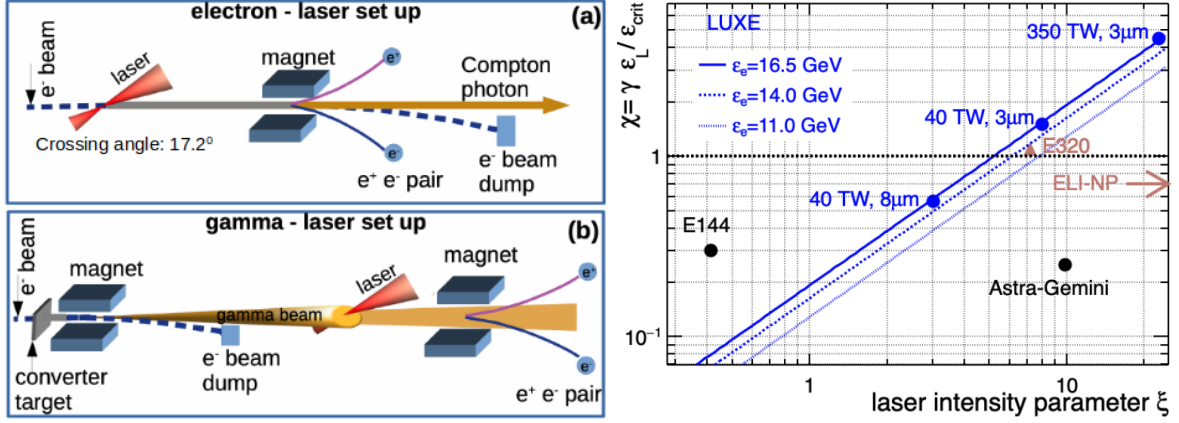 electron - laser set up
(a)
e⁻ beam
laser
magnet
e⁺
Compton
photon
Crossing angle: 17.2⁰
e⁻
e⁺ e⁻ pair
e⁻ beam
dump
gamma - laser set up
(b)
e⁻ beam
magnet
laser
magnet
e⁺
gamma beam
e⁻ beam
dump
converter
target
e⁻
e⁺ e⁻ pair
χ= γ ε_L / ε_crit
LUXE
350 TW, 3μm
ε_e=16.5 GeV
ε_e=14.0 GeV
40 TW, 3μm
ε_e=11.0 GeV
E320
1
ELI-NP
40 TW, 8μm
E144
Astra-Gemini
10⁻¹
1
10
laser intensity parameter ξ